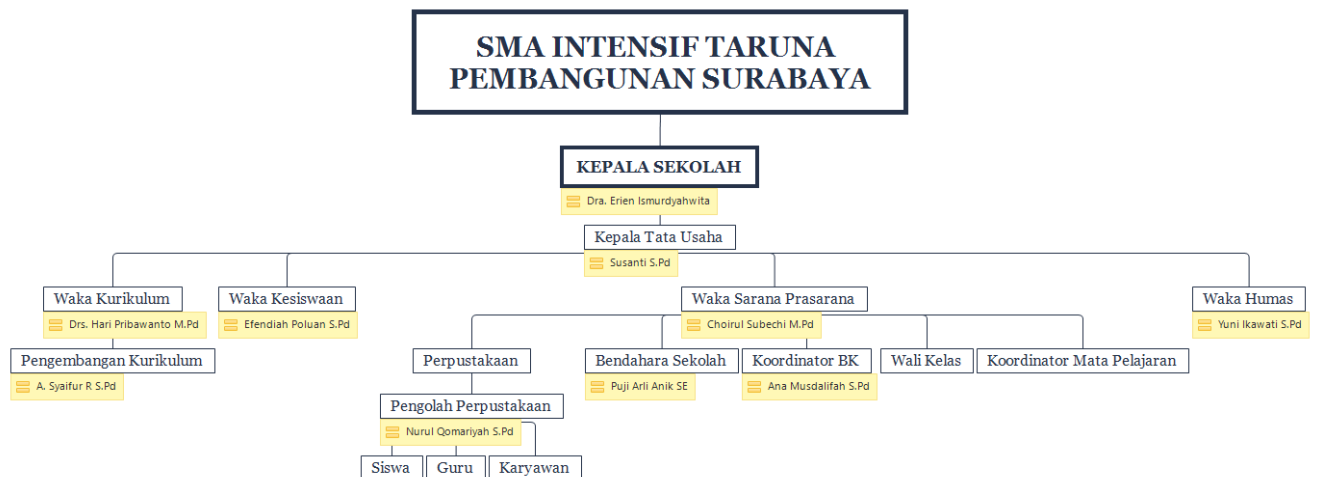 SMA INTENSIF TARUNA
PEMBANGUNAN SURABAYA
KEPALA SEKOLAH
Dra. Erien Ismurdyahwita
Kepala Tata Usaha
Susanti S.Pd
Waka Kurikulum
Waka Kesiswaan
Waka Sarana Prasarana
Waka Humas
Drs. Hari Pribawanto M.Pd
Efendiah Poluan S.Pd
Choirul Subechi M.Pd
Yuni Ikawati S.Pd
Pengembangan Kurikulum
Perpustakaan
Bendahara Sekolah
Koordinator BK
Wali Kelas
Koordinator Mata Pelajaran
A. Syaifur R S.Pd
Puji Arli Anik SE
Ana Musdalifah S.Pd
Pengolah Perpustakaan
Nurul Qomariyah S.Pd
Siswa
Guru
Karyawan